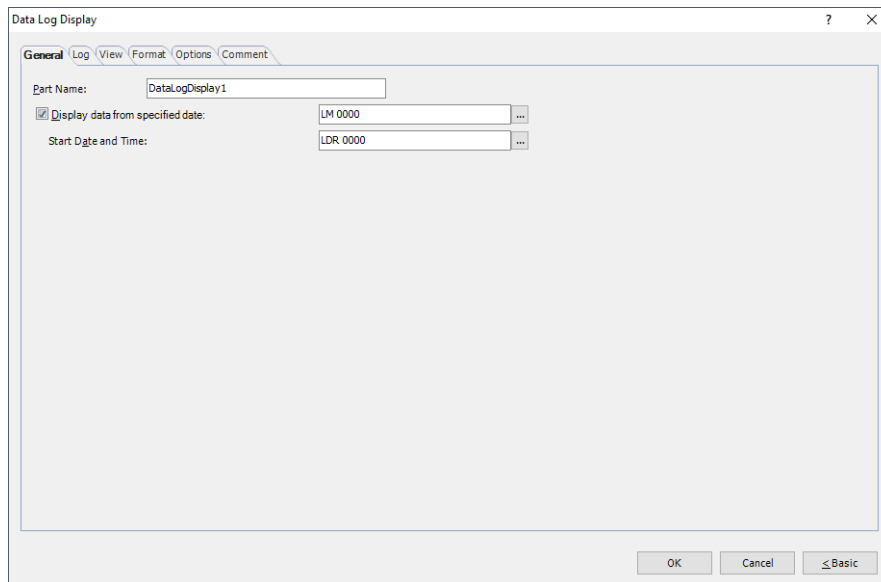 Data Log Display ?
General Log View Format Options Comment
Part Name: DataLogDisplay1
Display data from specified date: LM 0000 ...
Start Date and Time: LDR 0000 ...
OK Cancel < Basic